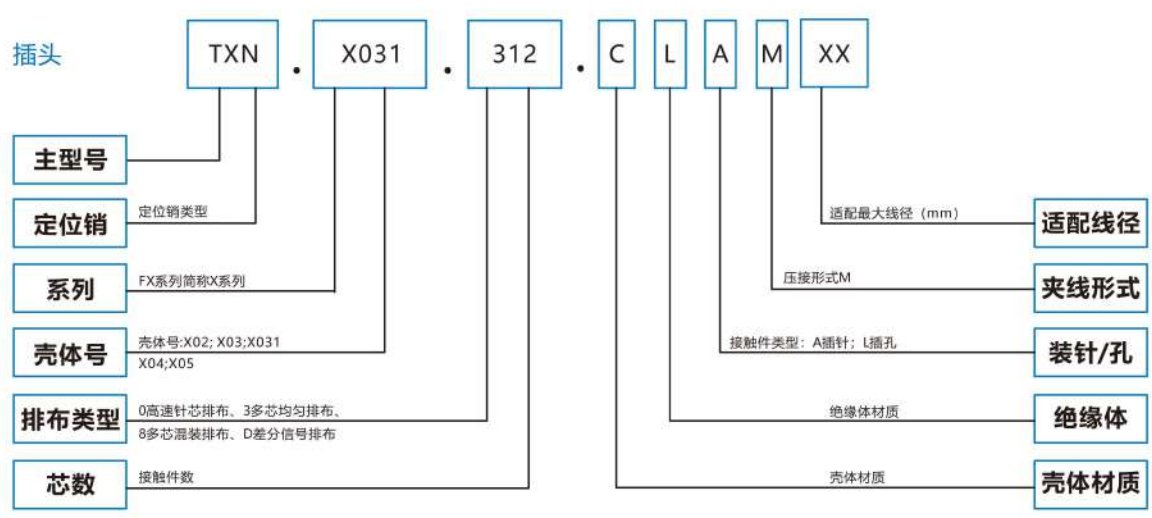 插头
TXN . X031 . 312 . C L A M XX
主型号
定位销 定位销类型
适配最大线径（mm） 适配线径
系列 FX系列简称X系列
压接形式M 夹线形式
壳体号 壳体号:X02; X03;X031
X04;X05
接触件类型：A插针；L插孔 装针/孔
排布类型 0高速针芯排布、3多芯均匀排布、
8多芯混装排布、D差分信号排布
绝缘体材质 绝缘体
芯数 接触件数
壳体材质 壳体材质